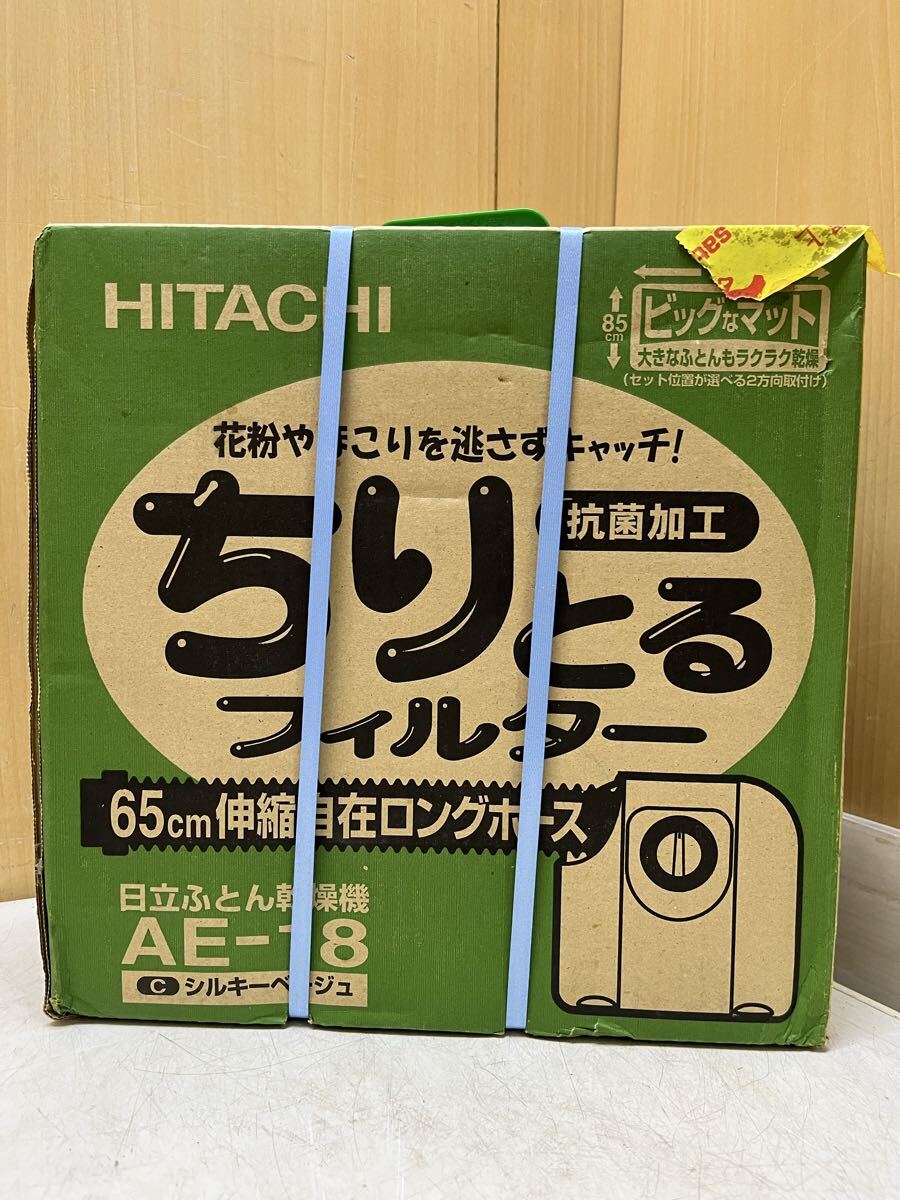 HITACHI
85cm
ビッグなマット
大きなふとんもラクラク乾燥
(セット位置が選べる2方向取付け)
花粉やほこりを逃さずキャッチ!
抗菌加工
ちりとる
フィルター
65cm伸縮自在ロングホース
日立ふとん乾燥機
AE-18
C シルキーベージュ
sat